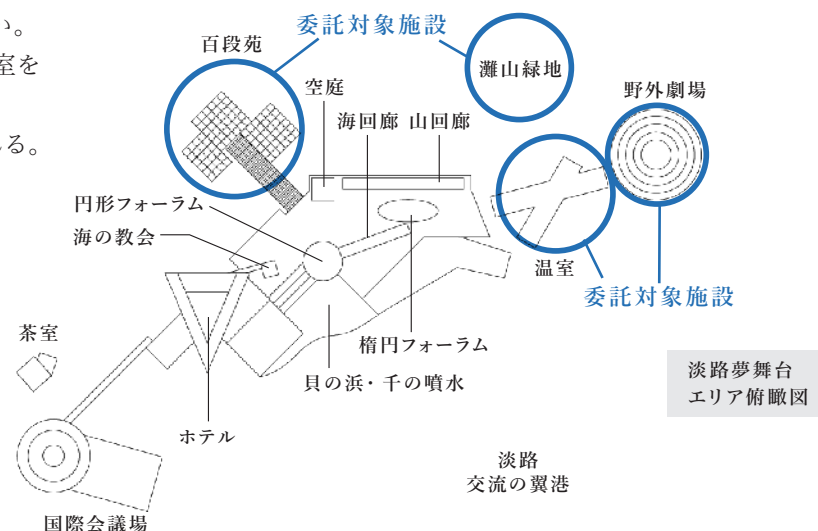 い。
室を
る。
委託対象施設
百段苑
灘山緑地
空庭
野外劇場
海回廊 山回廊
円形フォーラム
海の教会
温室
委託対象施設
楕円フォーラム
茶室
貝の浜・千の噴水
淡路夢舞台
エリア俯瞰図
ホテル
淡路
交流の翼港
国際会議場